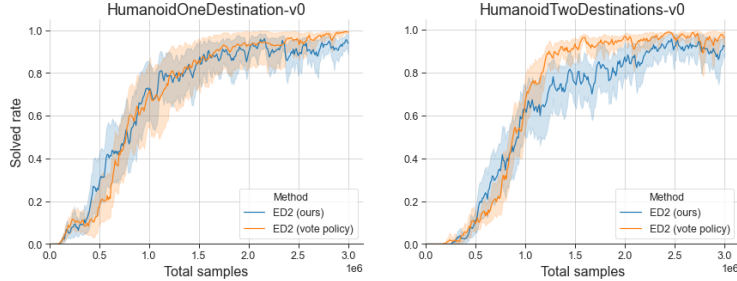 HumanoidOneDestination-v0
1.0
0.8
0.6
0.4
0.2
0.0
Solved rate
Method
ED2 (ours)
ED2 (vote policy)
0.0 0.5 1.0 1.5 2.0 2.5 3.0
1e6
Total samples
HumanoidTwoDestinations-v0
1.0
0.8
0.6
0.4
0.2
0.0
Method
ED2 (ours)
ED2 (vote policy)
0.0 0.5 1.0 1.5 2.0 2.5 3.0
1e6
Total samples